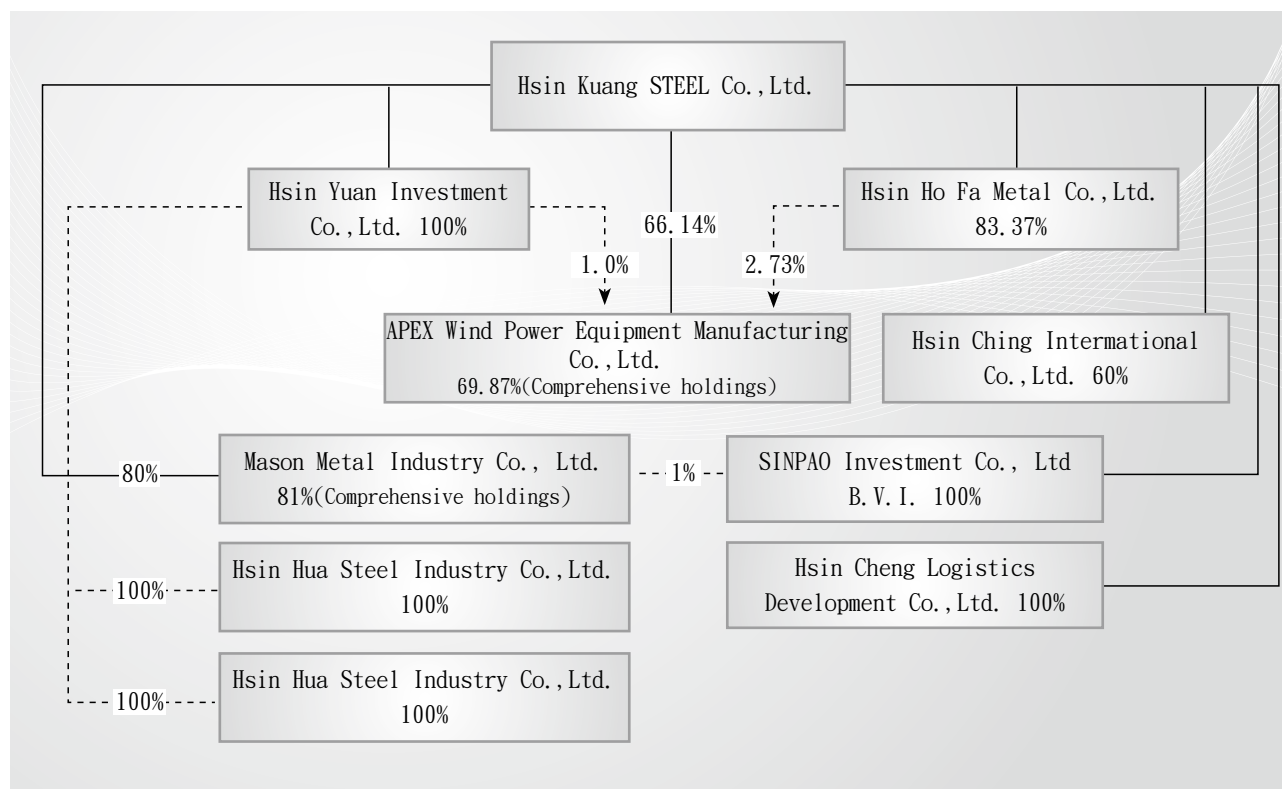 Hsin Kuang STEEL Co.,Ltd.
Hsin Yuan Investment
Co.,Ltd. 100%
Hsin Ho Fa Metal Co.,Ltd.
83.37%
66.14%
1.0%
2.73%
APEX Wind Power Equipment Manufacturing
Co.,Ltd.
69.87%(Comprehensive holdings)
Hsin Ching Intermational
Co.,Ltd. 60%
80%
Mason Metal Industry Co., Ltd.
81%(Comprehensive holdings)
1%
SINPAO Investment Co., Ltd
B.V.I. 100%
100%
Hsin Hua Steel Industry Co.,Ltd.
100%
Hsin Cheng Logistics
Development Co.,Ltd. 100%
100%
Hsin Hua Steel Industry Co.,Ltd.
100%